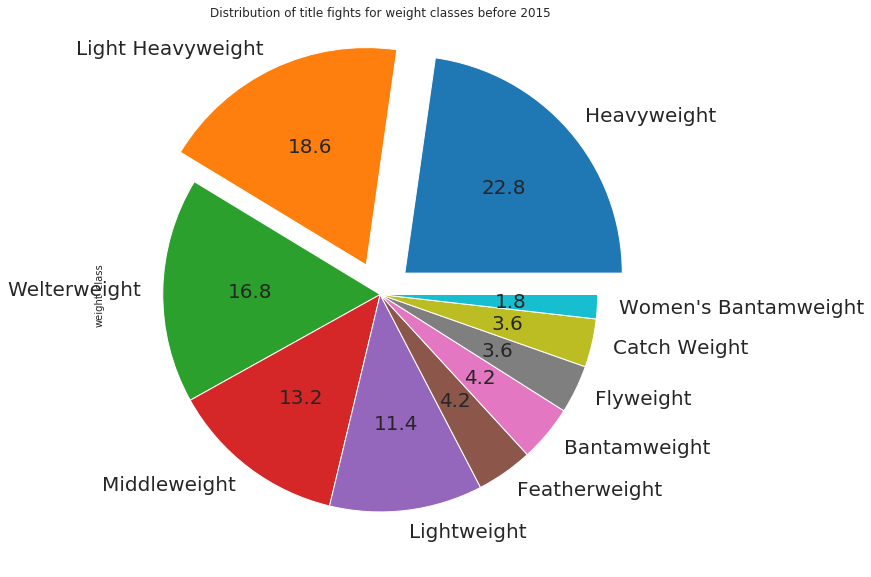 Distribution of title fights for weight classes before 2015
Light Heavyweight
Heavyweight
18.6
22.8
Welterweight
16.8
weight_class
1.8
Women's Bantamweight
3.6
Catch Weight
3.6
Flyweight
4.2
4.2
13.2
11.4
Bantamweight
Middleweight
Featherweight
Lightweight